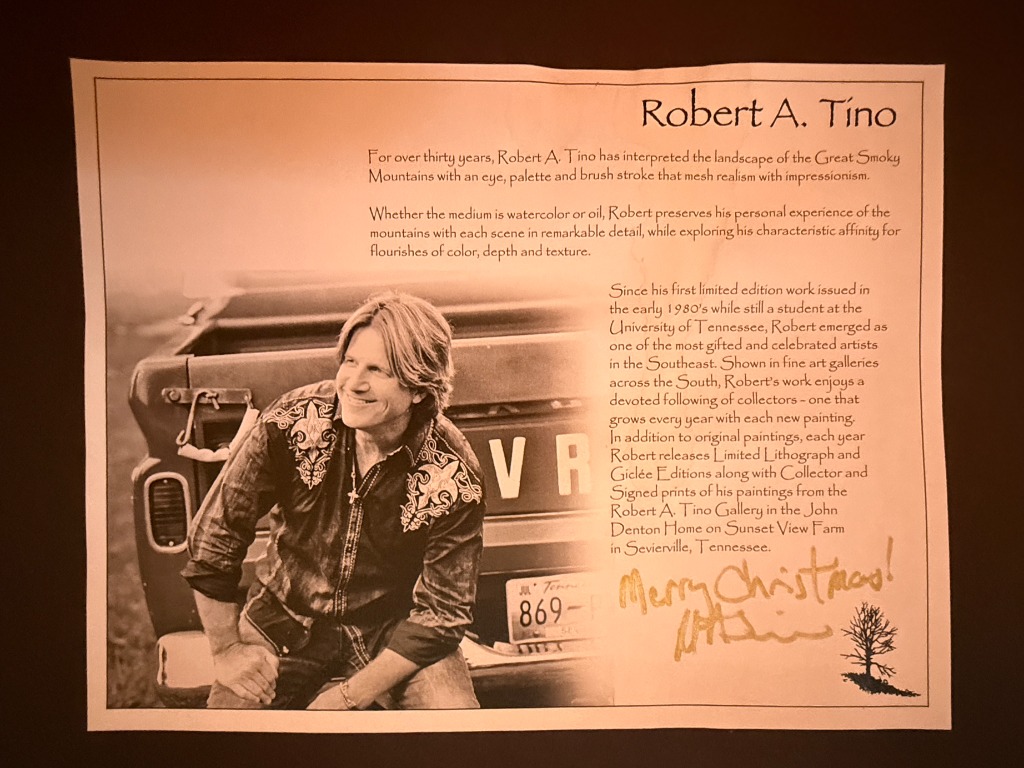 Robert A. Tino
For over thirty years, Robert A. Tino has interpreted the landscape of the Great Smoky
Mountains with an eye, palette and brush stroke that mesh realism with impressionism.
Whether the medium is watercolor or oil, Robert preserves his personal experience of the
mountains with each scene in remarkable detail, while exploring his characteristic affinity for
flourishes of color, depth and texture.
Since his first limited edition work issued in
the early 1980's while still a student at the
University of Tennessee, Robert emerged as
one of the most gifted and celebrated artists
in the Southeast. Shown in fine art galleries
across the South, Robert's work enjoys a
devoted following of collectors - one that
grows every year with each new painting.
In addition to original paintings, each year
Robert releases Limited Lithograph and
Giclée Editions along with Collector and
Signed prints of his paintings from the
Robert A. Tino Gallery in the John
Denton Home on Sunset View Farm
in Sevierville, Tennessee.
VR
869-
Merry Christmas!